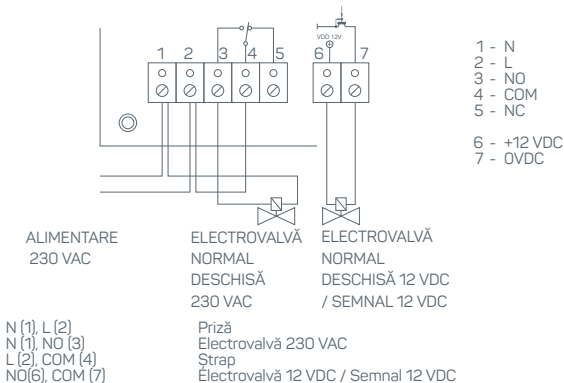 VDD 12V
1 2 3 4 5 6 7
1 - N
2 - L
3 - NO
4 - COM
5 - NC
6 - +12 VDC
7 - 0VDC
ALIMENTARE
230 VAC
ELECTROVALVĂ
NORMAL
DESCHISĂ
230 VAC
ELECTROVALVĂ
NORMAL
DESCHISĂ 12 VDC
/ SEMNAL 12 VDC
N (1), L (2) Priză
N (1), NO (3) Electrovalvă 230 VAC
L (2), COM (4) Ștrap
NO(6), COM (7) Electrovalvă 12 VDC / Semnal 12 VDC